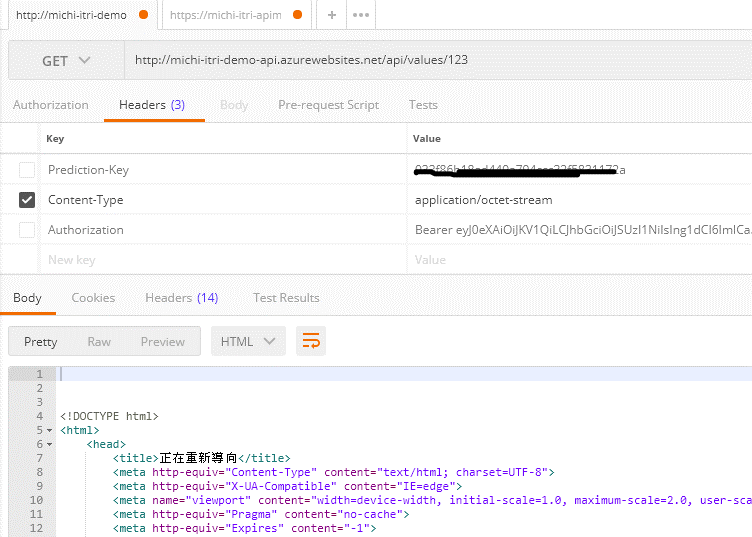 http://michi-itri-demo
https://michi-itri-apim
GET
http://michi-itri-demo-api.azurewebsites.net/api/values/123
Authorization Headers (3) Body Pre-request Script Tests
Key Value
Prediction-Key
Content-Type application/octet-stream
Authorization Bearer
New key Value
Body Cookies Headers (14) Test Results
Pretty Raw Preview HTML
1
2
3
4 <!DOCTYPE html>
5 <html>
6 <head>
7 <title>正在重新導向</title>
8 <meta http-equiv="Content-Type" content="text/html; charset=UTF-8">
9 <meta http-equiv="X-UA-Compatible" content="IE=edge">
10 <meta name="viewport" content="width=device-width, initial-scale=1.0, maximum-scale=2.0, user-sca
11 <meta http-equiv="Pragma" content="no-cache">
12 <meta http-equiv="Expires" content="-1">